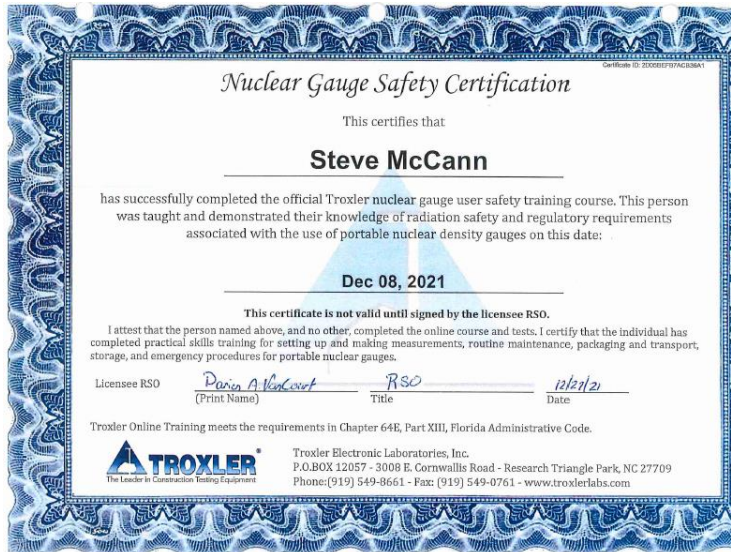 Certificate ID: 2D05BEFB7ACB36A1
Nuclear Gauge Safety Certification
This certifies that
Steve McCann
has successfully completed the official Troxler nuclear gauge user safety training course. This person
was taught and demonstrated their knowledge of radiation safety and regulatory requirements
associated with the use of portable nuclear density gauges on this date:
Dec 08, 2021
This certificate is not valid until signed by the licensee RSO.
I attest that the person named above, and no other, completed the online course and tests. I certify that the individual has
completed practical skills training for setting up and making measurements, routine maintenance, packaging and transport,
storage, and emergency procedures for portable nuclear gauges.
Licensee RSO A. VanCourt RSO 12/27/21
(Print Name) Title Date
Troxler Online Training meets the requirements in Chapter 64E, Part XIII, Florida Administrative Code.
TROXLER®
The Leader in Construction Testing Equipment
Troxler Electronic Laboratories, Inc.
P.O.BOX 12057 - 3008 E. Cornwallis Road - Research Triangle Park, NC 27709
Phone:(919) 549-8661 - Fax: (919) 549-0761 - www.troxlerlabs.com